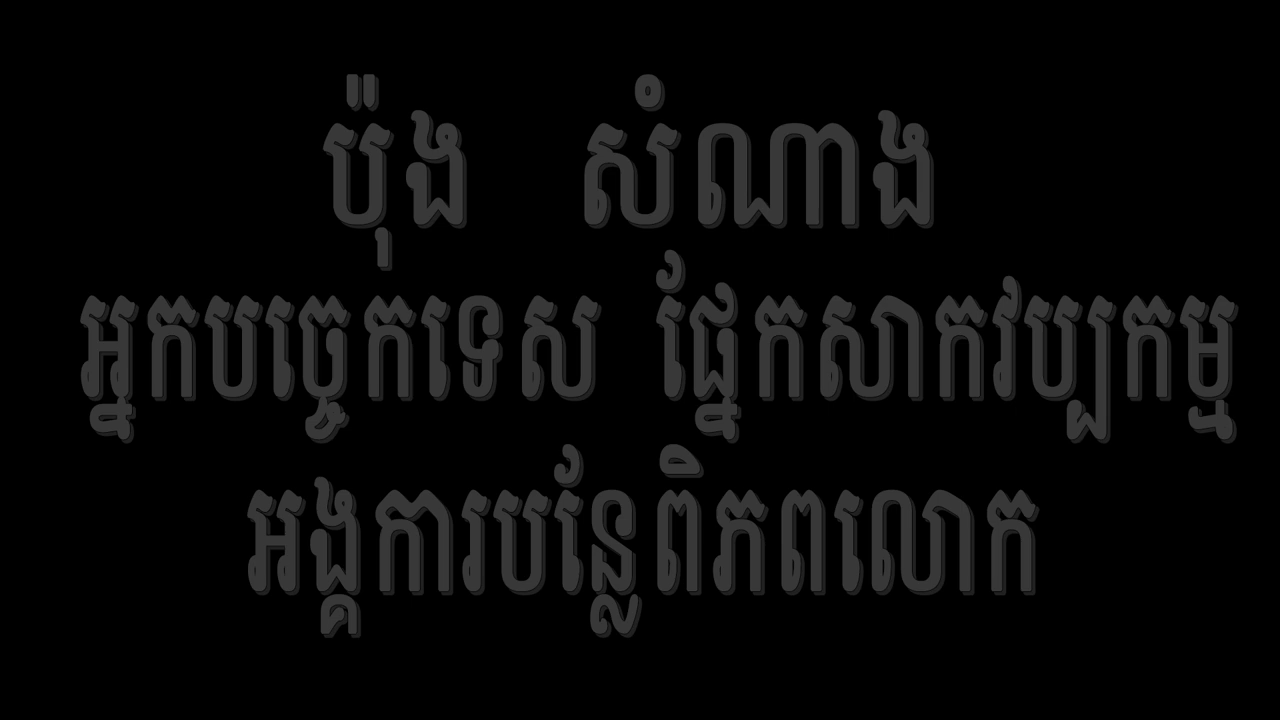 ប៉ុង សំណាង
អ្នកបច្ចេកទេស ផ្នែកសាកវប្បកម្ម
អង្គការបន្លែពិភពលោក